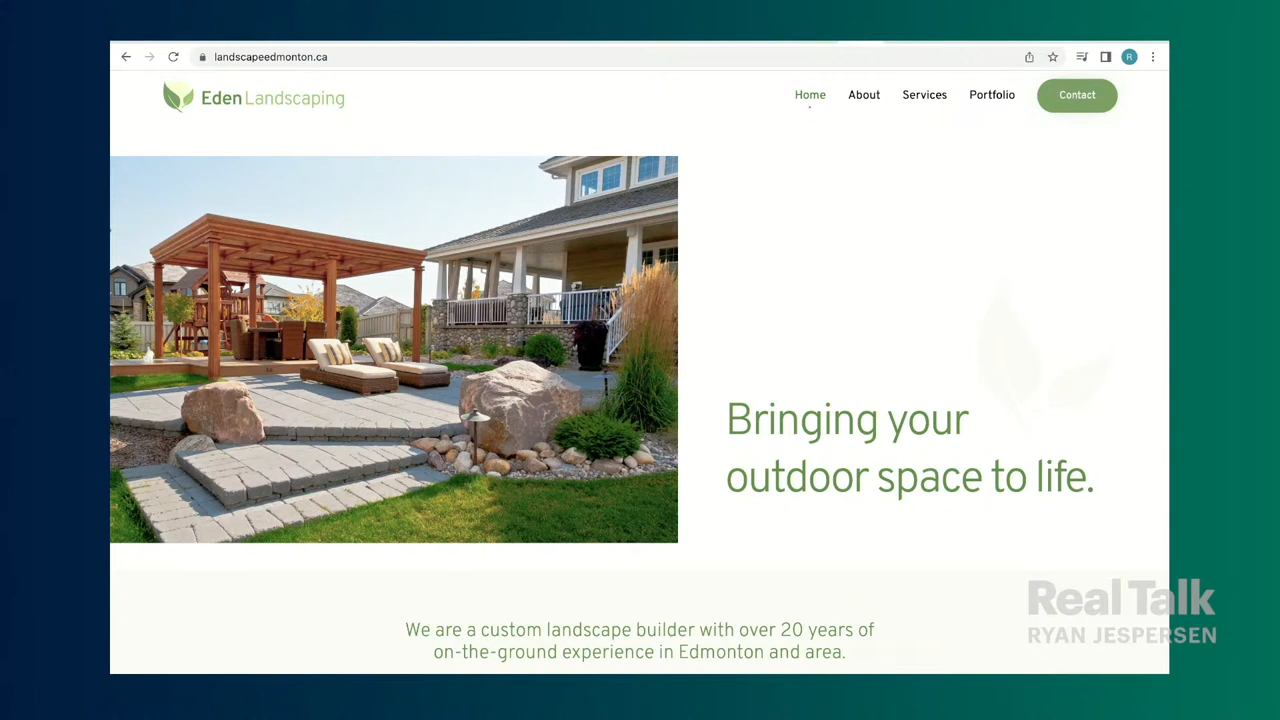 landscapeedmonton.ca
R
Eden Landscaping
Home
About
Services
Portfolio
Contact
Bringing your
outdoor space to life.
We are a custom landscape builder with over 20 years of
on-the-ground experience in Edmonton and area.
Real Talk
RYAN JESPERSEN